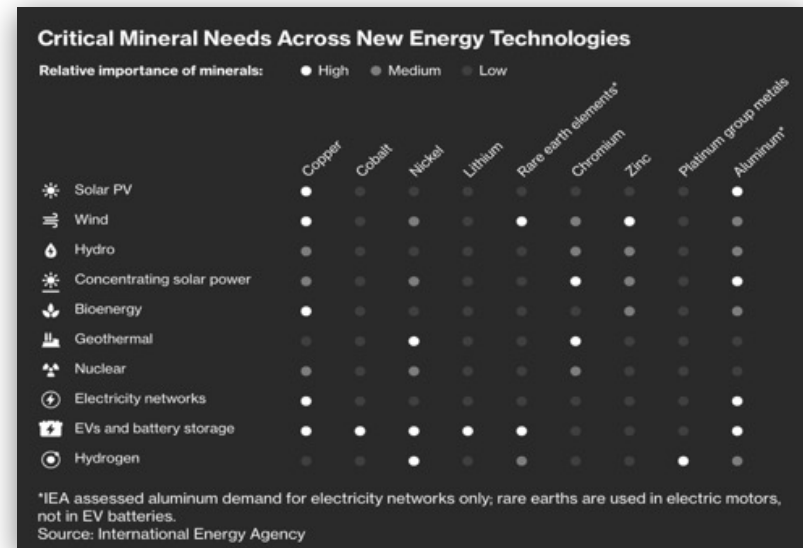 Critical Mineral Needs Across New Energy Technologies
Relative importance of minerals: High Medium Low
Copper
Cobalt
Nickel
Lithium
Rare earth elements*
Chromium
Zinc
Platinum group metals
Aluminum*
Solar PV
Wind
Hydro
Concentrating solar power
Bioenergy
Geothermal
Nuclear
Electricity networks
EVs and battery storage
Hydrogen
*IEA assessed aluminum demand for electricity networks only; rare earths are used in electric motors,
not in EV batteries.
Source: International Energy Agency